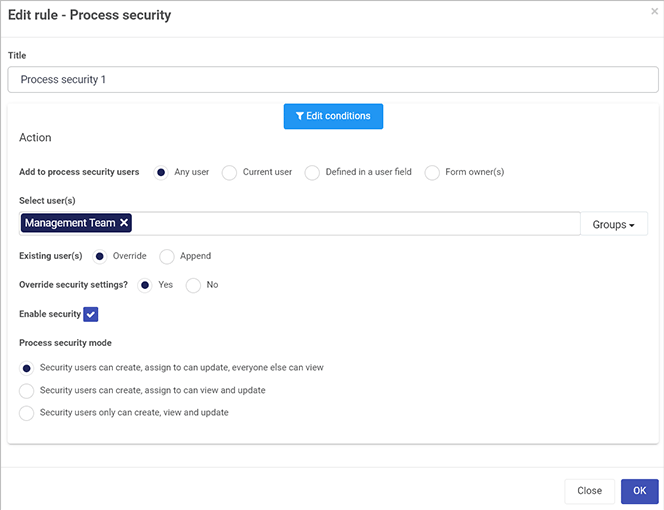 Edit rule - Process security
×
Title
Process security 1
Edit conditions
Action
Add to process security users Any user Current user Defined in a user field Form owner(s)
Select user(s)
Management Team ✕ Groups
Existing user(s) Override Append
Override security settings? Yes No
Enable security
Process security mode
Security users can create, assign to can update, everyone else can view
Security users can create, assign to can view and update
Security users only can create, view and update
Close OK